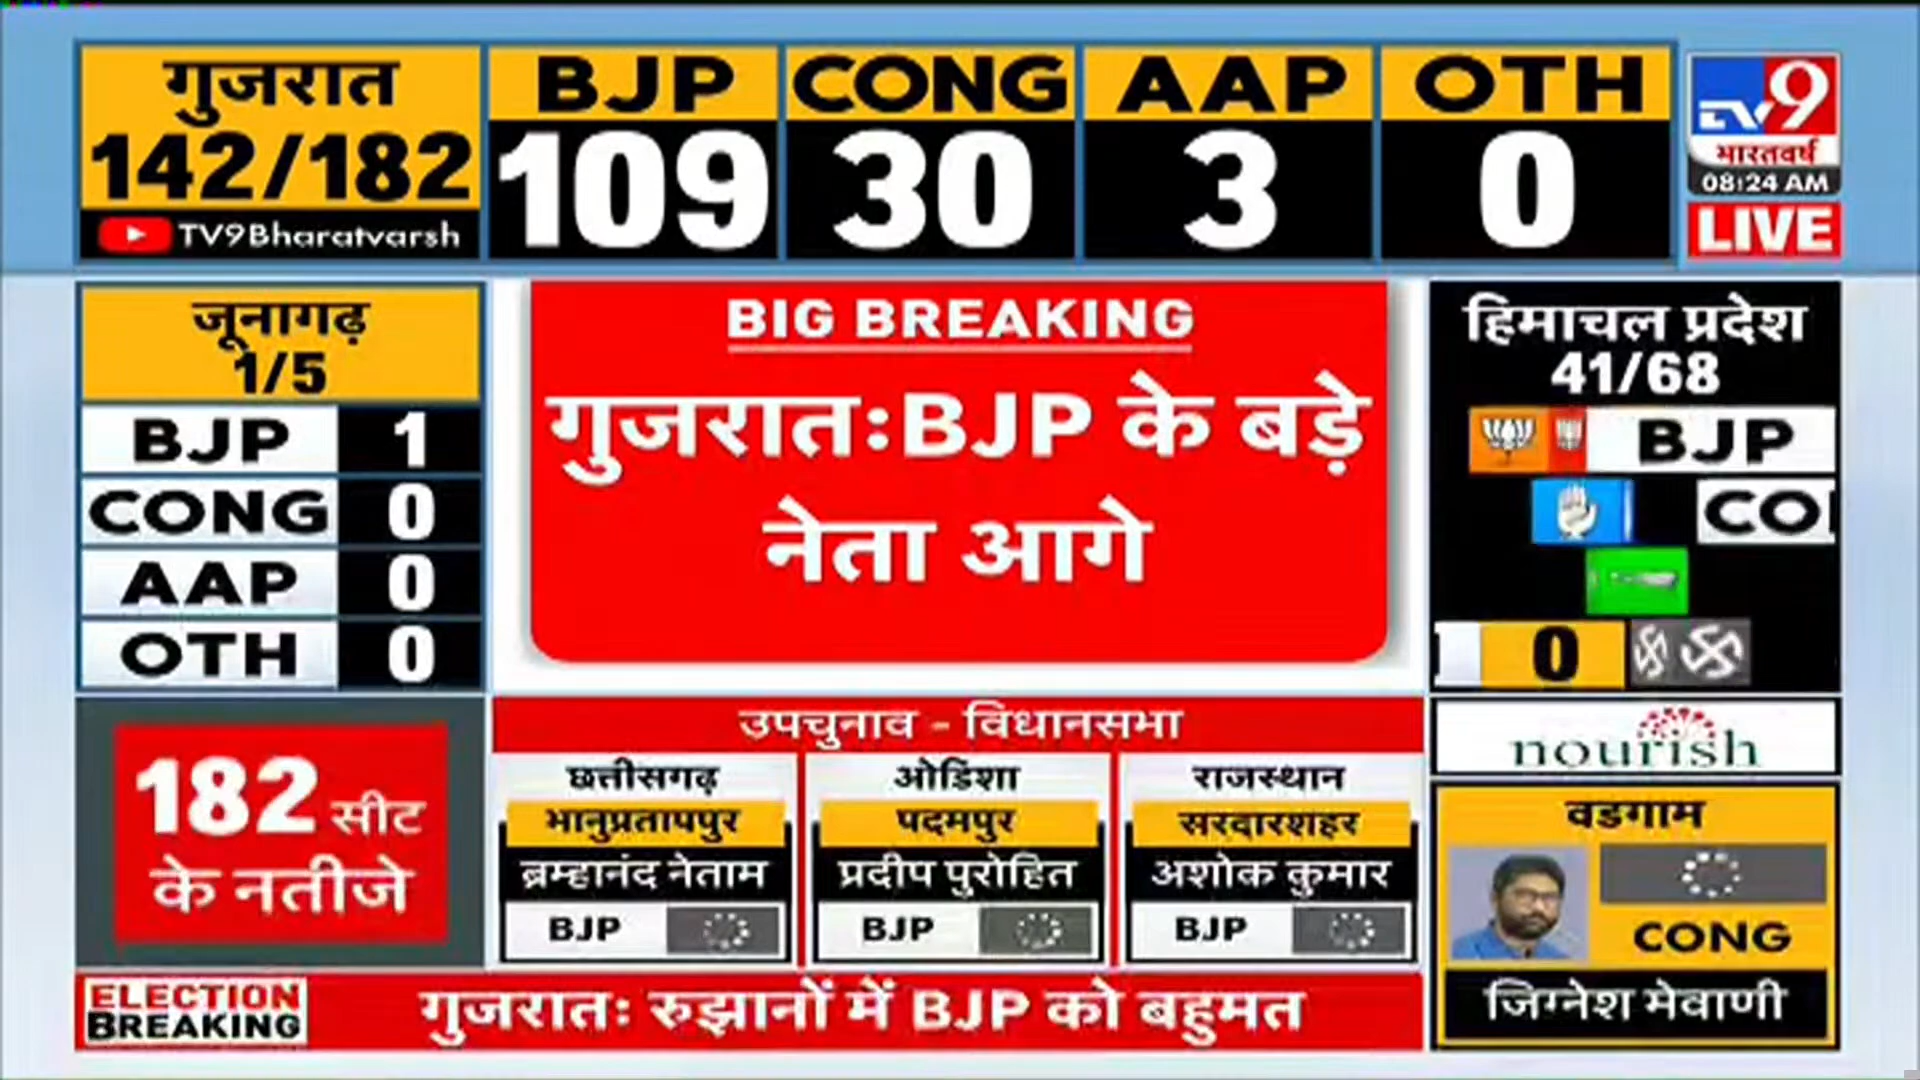 गुजरात
142/182
TV9Bharatvarsh
BJP
109
CONG
30
AAP
3
OTH
0
TV9
भारतवर्ष
08:24 AM
LIVE
जूनागढ़
1/5
BJP 1
CONG 0
AAP 0
OTH 0
BIG BREAKING
गुजरातः BJP के बड़े
नेता आगे
हिमाचल प्रदेश
41/68
BJP
0
182 सीट
के नतीजे
उपचुनाव - विधानसभा
छत्तीसगढ़
भानुप्रतापपुर
ब्रम्हानंद नेताम
BJP
ओडिशा
पदमपुर
प्रदीप पुरोहित
BJP
राजस्थान
सरदारशहर
अशोक कुमार
BJP
nourish
वडगाम
CONG
जिग्नेश मेवाणी
ELECTION
BREAKING
गुजरातः रुझानों में BJP को बहुमत